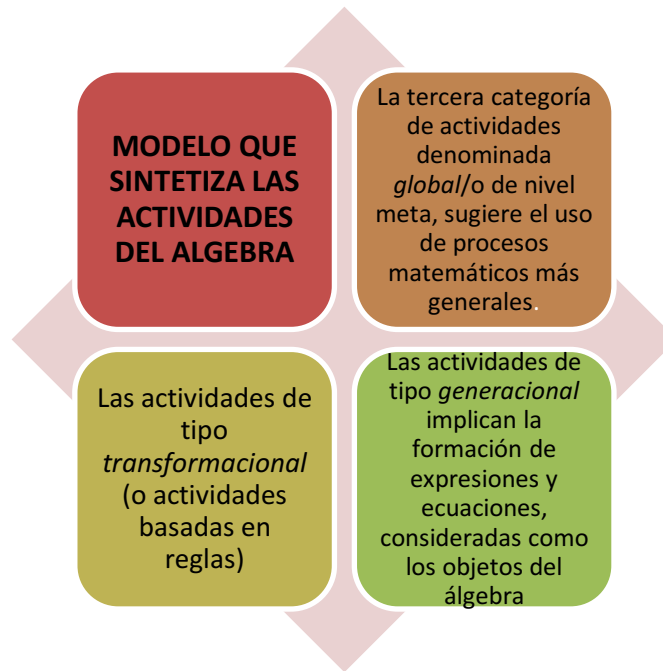 MODELO QUE
SINTETIZA LAS
ACTIVIDADES
DEL ALGEBRA
La tercera categoría
de actividades
denominada
global/o de nivel
meta, sugiere el uso
de procesos
matemáticos más
generales.
Las actividades de
tipo
transformacional
(o actividades
basadas en
reglas)
Las actividades de
tipo generacional
implican la
formación de
expresiones y
ecuaciones,
consideradas como
los objetos del
álgebra